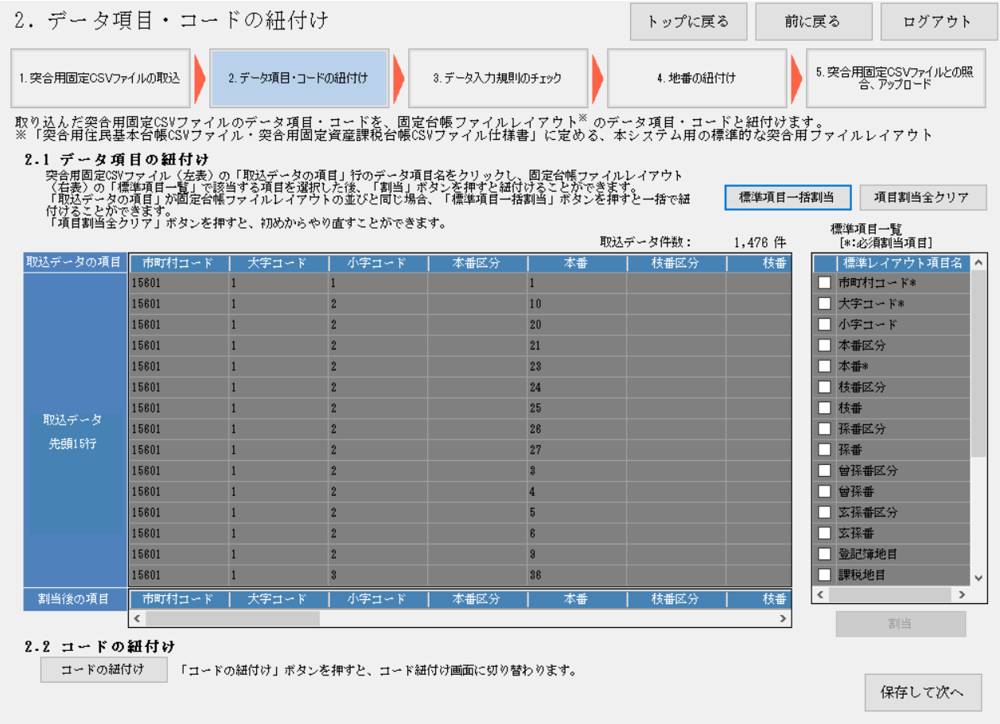 2. データ項目・コードの紐付け
トップに戻る 前に戻る ログアウト
1.突合用固定CSVファイルの取込
2.データ項目・コードの紐付け
3.データ入力規則のチェック
4.地番の紐付け
5.突合用固定CSVファイルとの照
合、アップロード
取り込んだ突合用固定CSVファイルのデータ項目・コードを、固定台帳ファイルレイアウト※ のデータ項目・コードと紐付けます。
※「突合用住民基本台帳CSVファイル・突合用固定資産課税台帳CSVファイル仕様書」に定める、本システム用の標準的な突合用ファイルレイアウト
2.1 データ項目の紐付け
突合用固定CSVファイル（左表）の「取込データの項目」行のデータ項目名をクリックし、固定台帳ファイルレイアウト
（右表）の「標準項目一覧」で該当する項目を選択した後、「割当」ボタンを押すと紐付けることができます。
「取込データの項目」が固定台帳ファイルレイアウトの並びと同じ場合、「標準項目一括割当」ボタンを押すと一括で紐
付けることができます。
「項目割当全クリア」ボタンを押すと、初めからやり直すことができます。
標準項目一括割当 項目割当全クリア
取込データ件数： 1,476 件
標準項目一覧
[*:必須割当項目]
取込データの項目 市町村コード 大字コード 小字コード 本番区分 本番 枝番区分 枝番
取込データ
先頭15行
15601 1 1 1
15601 1 2 10
15601 1 2 20
15601 1 2 21
15601 1 2 23
15601 1 2 24
15601 1 2 25
15601 1 2 26
15601 1 2 27
15601 1 2 3
15601 1 2 4
15601 1 2 5
15601 1 2 6
15601 1 2 9
15601 1 3 36
割当後の項目 市町村コード 大字コード 小字コード 本番区分 本番 枝番区分 枝番
標準レイアウト項目名
市町村コード*
大字コード*
小字コード
本番区分
本番*
枝番区分
枝番
孫番区分
孫番
曾孫番区分
曾孫番
玄孫番区分
玄孫番
登記簿地目
課税地目
割当
2.2 コードの紐付け
コードの紐付け 「コードの紐付け」ボタンを押すと、コード紐付け画面に切り替わります。
保存して次へ